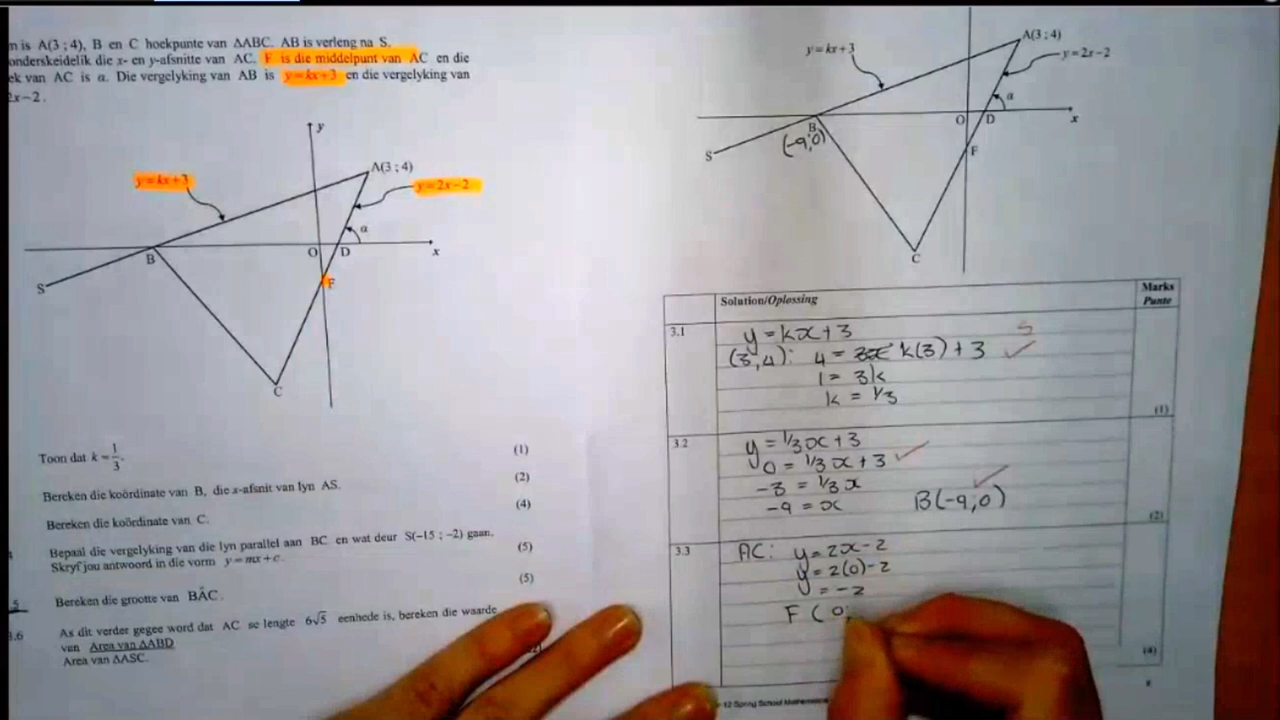 is A(3 ; 4), B en C hoekpunte van ΔABC. AB is verleng na S.
onderskeidelik die x- en y-afsnitte van AC. F is die middelpunt van AC en die
van AC is α. Die vergelyking van AB is y=kx+3 en die vergelyking van
2x−2.
y
y=kx+3
A(3 ; 4)
y=2x−2
α
B
O
D
x
S
F
C
Toon dat k = 1/3. (1)
Bereken die koördinate van B, die x-afsnit van lyn AS. (2)
Bereken die koördinate van C. (4)
Bepaal die vergelyking van die lyn parallel aan BC en wat deur S(−15 ; −2) gaan.
Skryf jou antwoord in die vorm y=mx+c. (5)
Bereken die grootte van BÂC. (5)
3.6 As dit verder gegee word dat AC se lengte 6√5 eenhede is, bereken die waarde
van Area van ΔABD
Area van ΔASC.
y=kx+3
A(3 ; 4)
y=2x−2
α
O
D
x
B
(-9;0)
S
F
C
Solution/Oplossing
Marks
Punte
3.1
y = kx + 3
(3;4): 4 = k(3) + 3
S
1 = 3k
k = 1/3
(1)
3.2
y = 1/3x + 3
0 = 1/3x + 3
-3 = 1/3x
-9 = x B(-9;0)
(2)
3.3
AC: y = 2x - 2
y = 2(0) - 2
y = -2
F (0;
(4)
12 Spring School Mathematics